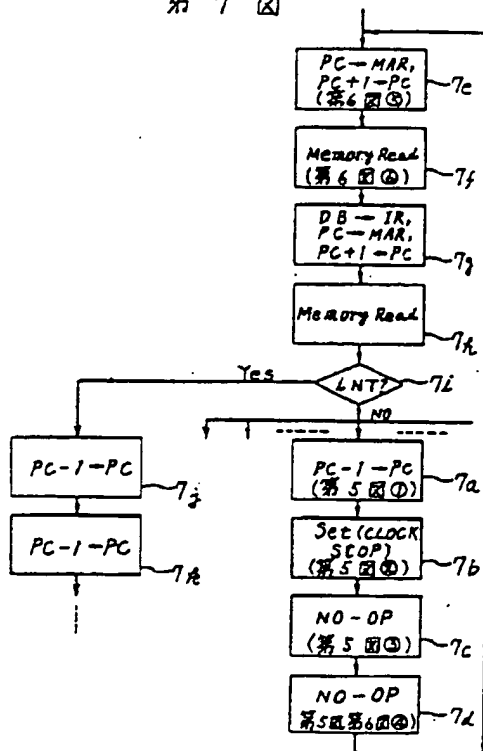 第 7 図
PC→MAR,
PC+1→PC
(第6図③)
7e
Memory Read
(第6図④)
7f
DB→IR,
PC→MAR,
PC+1→PC
7g
Memory Read
7h
INT?
7i
Yes
NO
PC-1→PC
7j
PC-1→PC
7k
PC-1→PC
(第5図①)
7a
Set(CLOCK
STOP)
(第5図②)
7b
NO-OP
(第5図③)
7c
NO-OP
第5図,第6図②
7d